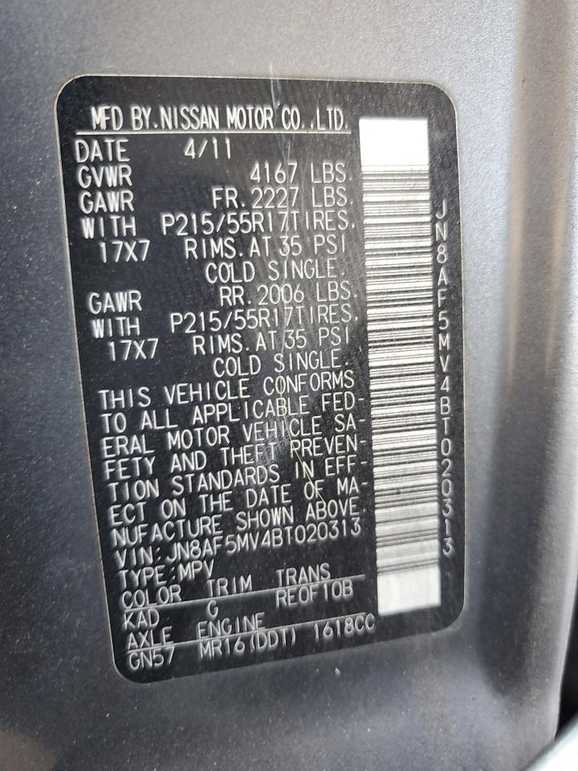 MFD BY.NISSAN MOTOR CO.,LTD.
DATE 4/11
GVWR 4167 LBS.
GAWR FR.2227 LBS.
WITH P215/55R17TIRES.
17X7 RIMS.AT 35 PSI
COLD SINGLE.
GAWR RR.2006 LBS.
WITH P215/55R17TIRES.
17X7 RIMS.AT 35 PSI
COLD SINGLE.
THIS VEHICLE CONFORMS
TO ALL APPLICABLE FED-
ERAL MOTOR VEHICLE SA-
FETY AND THEFT PREVEN-
TION STANDARDS IN EFF-
ECT ON THE DATE OF MA-
NUFACTURE SHOWN ABOVE.
VIN: JN8AF5MV4BT020313
TYPE:MPV
COLOR TRIM TRANS
KAD G REOF10B
AXLE ENGINE
GN57 MR16(DDT) 1618CC
JN8AF5MV4BT020313